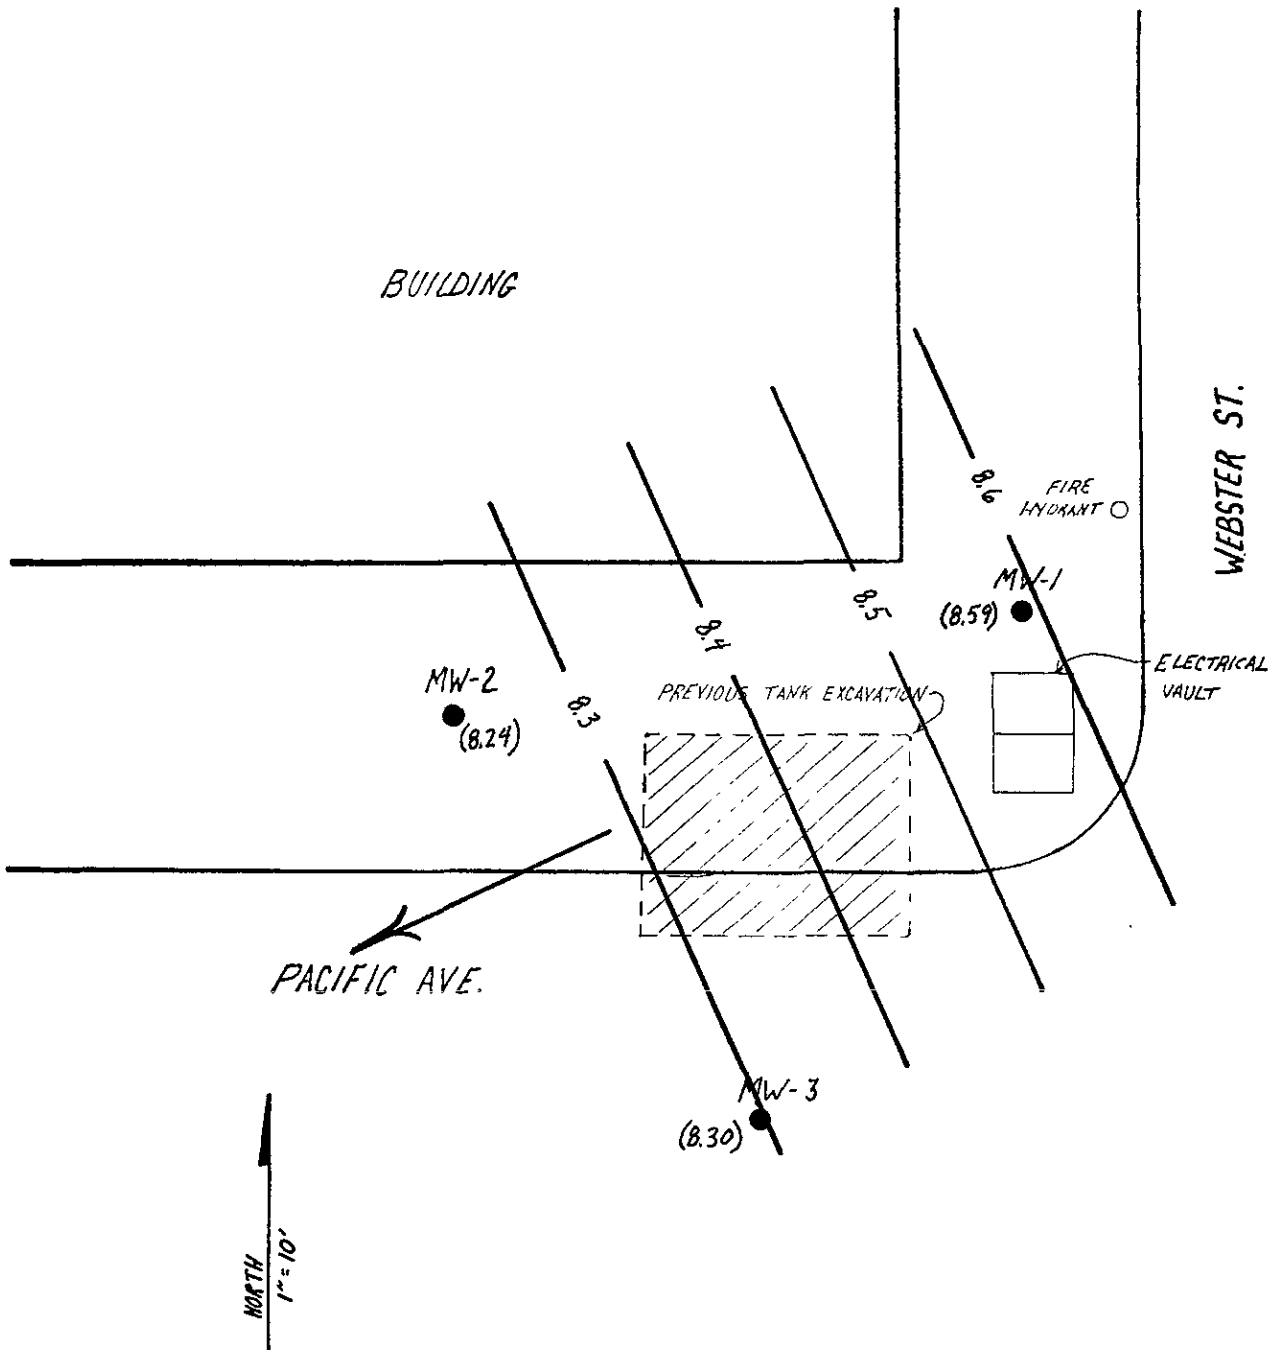 BUILDING
WEBSTER ST.
8.6
FIRE
HYDRANT
MW-1
(8.59)
8.5
8.4
ELECTRICAL
VAULT
MW-2
(8.24)
8.3
PREVIOUS TANK EXCAVATION
PACIFIC AVE.
MW-3
(8.30)
NORTH
1"=10'